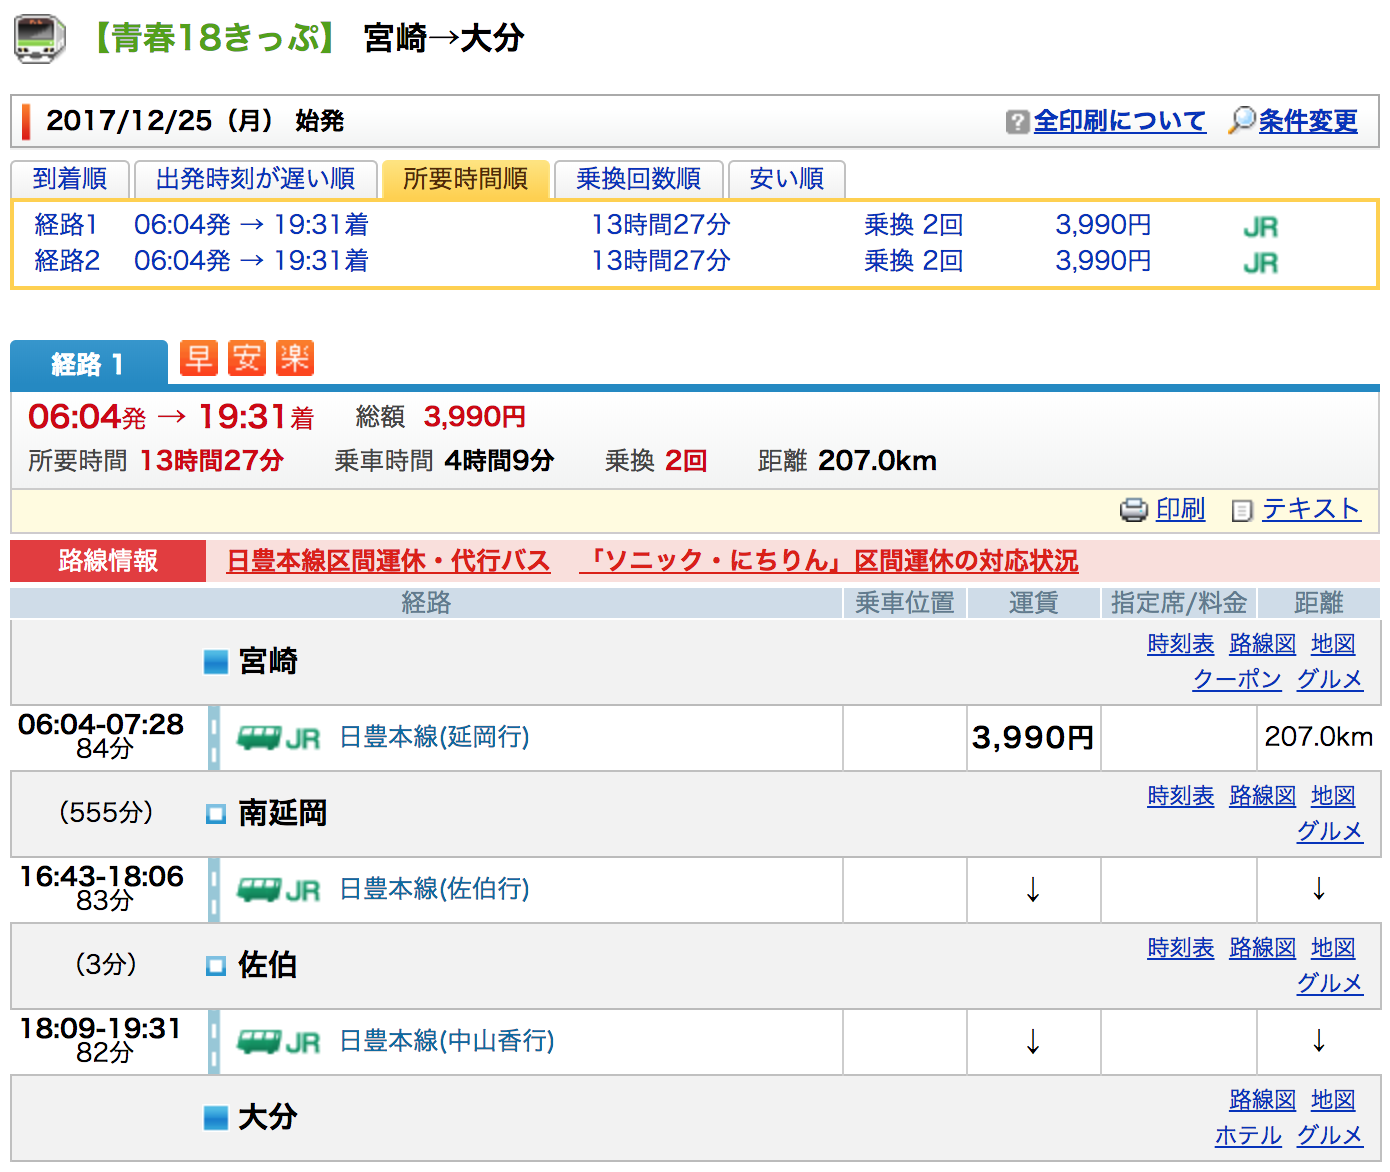 【青春18きっぷ】 宮崎→大分
2017/12/25（月） 始発 ? 全印刷について 条件変更
到着順 出発時刻が遅い順 所要時間順 乗換回数順 安い順
経路1 06:04発 → 19:31着 13時間27分 乗換 2回 3,990円 JR
経路2 06:04発 → 19:31着 13時間27分 乗換 2回 3,990円 JR
経路 1 早 安 楽
06:04発 → 19:31着 総額 3,990円
所要時間 13時間27分 乗車時間 4時間9分 乗換 2回 距離 207.0km
印刷 テキスト
路線情報 日豊本線区間運休・代行バス 「ソニック・にちりん」区間運休の対応状況
経路 乗車位置 運賃 指定席/料金 距離
宮崎 時刻表 路線図 地図
クーポン グルメ
06:04-07:28
84分 JR 日豊本線(延岡行) 3,990円 207.0km
（555分） 南延岡 時刻表 路線図 地図
グルメ
16:43-18:06
83分 JR 日豊本線(佐伯行) ↓ ↓
（3分） 佐伯 時刻表 路線図 地図
グルメ
18:09-19:31
82分 JR 日豊本線(中山香行) ↓ ↓
大分 路線図 地図
ホテル グルメ